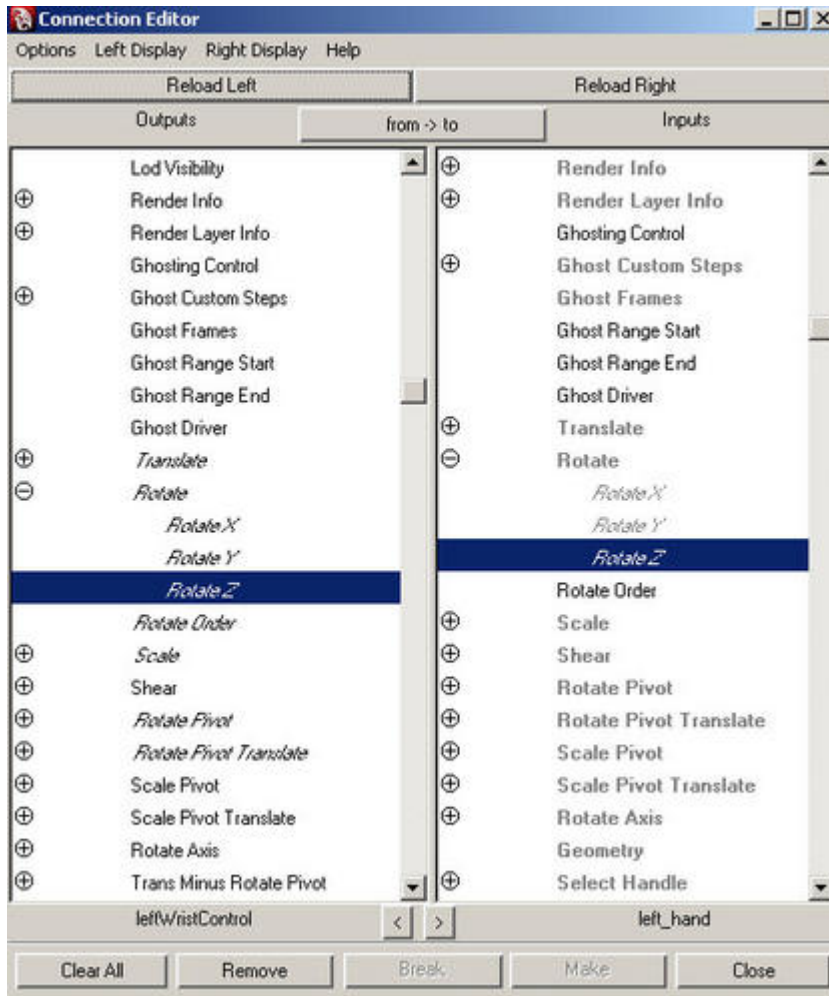 Connection Editor
Options Left Display Right Display Help
Reload Left Reload Right
Outputs from -> to Inputs
Lod Visibility
Render Info
Render Layer Info
Ghosting Control
Ghost Custom Steps
Ghost Frames
Ghost Range Start
Ghost Range End
Ghost Driver
Translate
Rotate
Rotate X
Rotate Y
Rotate Z
Rotate Order
Scale
Shear
Rotate Pivot
Rotate Pivot Translate
Scale Pivot
Scale Pivot Translate
Rotate Axis
Trans Minus Rotate Pivot
Render Info
Render Layer Info
Ghosting Control
Ghost Custom Steps
Ghost Frames
Ghost Range Start
Ghost Range End
Ghost Driver
Translate
Rotate
Rotate X
Rotate Y
Rotate Z
Rotate Order
Scale
Shear
Rotate Pivot
Rotate Pivot Translate
Scale Pivot
Scale Pivot Translate
Rotate Axis
Geometry
Select Handle
leftWristControl < > left_hand
Clear All Remove Break Make Close